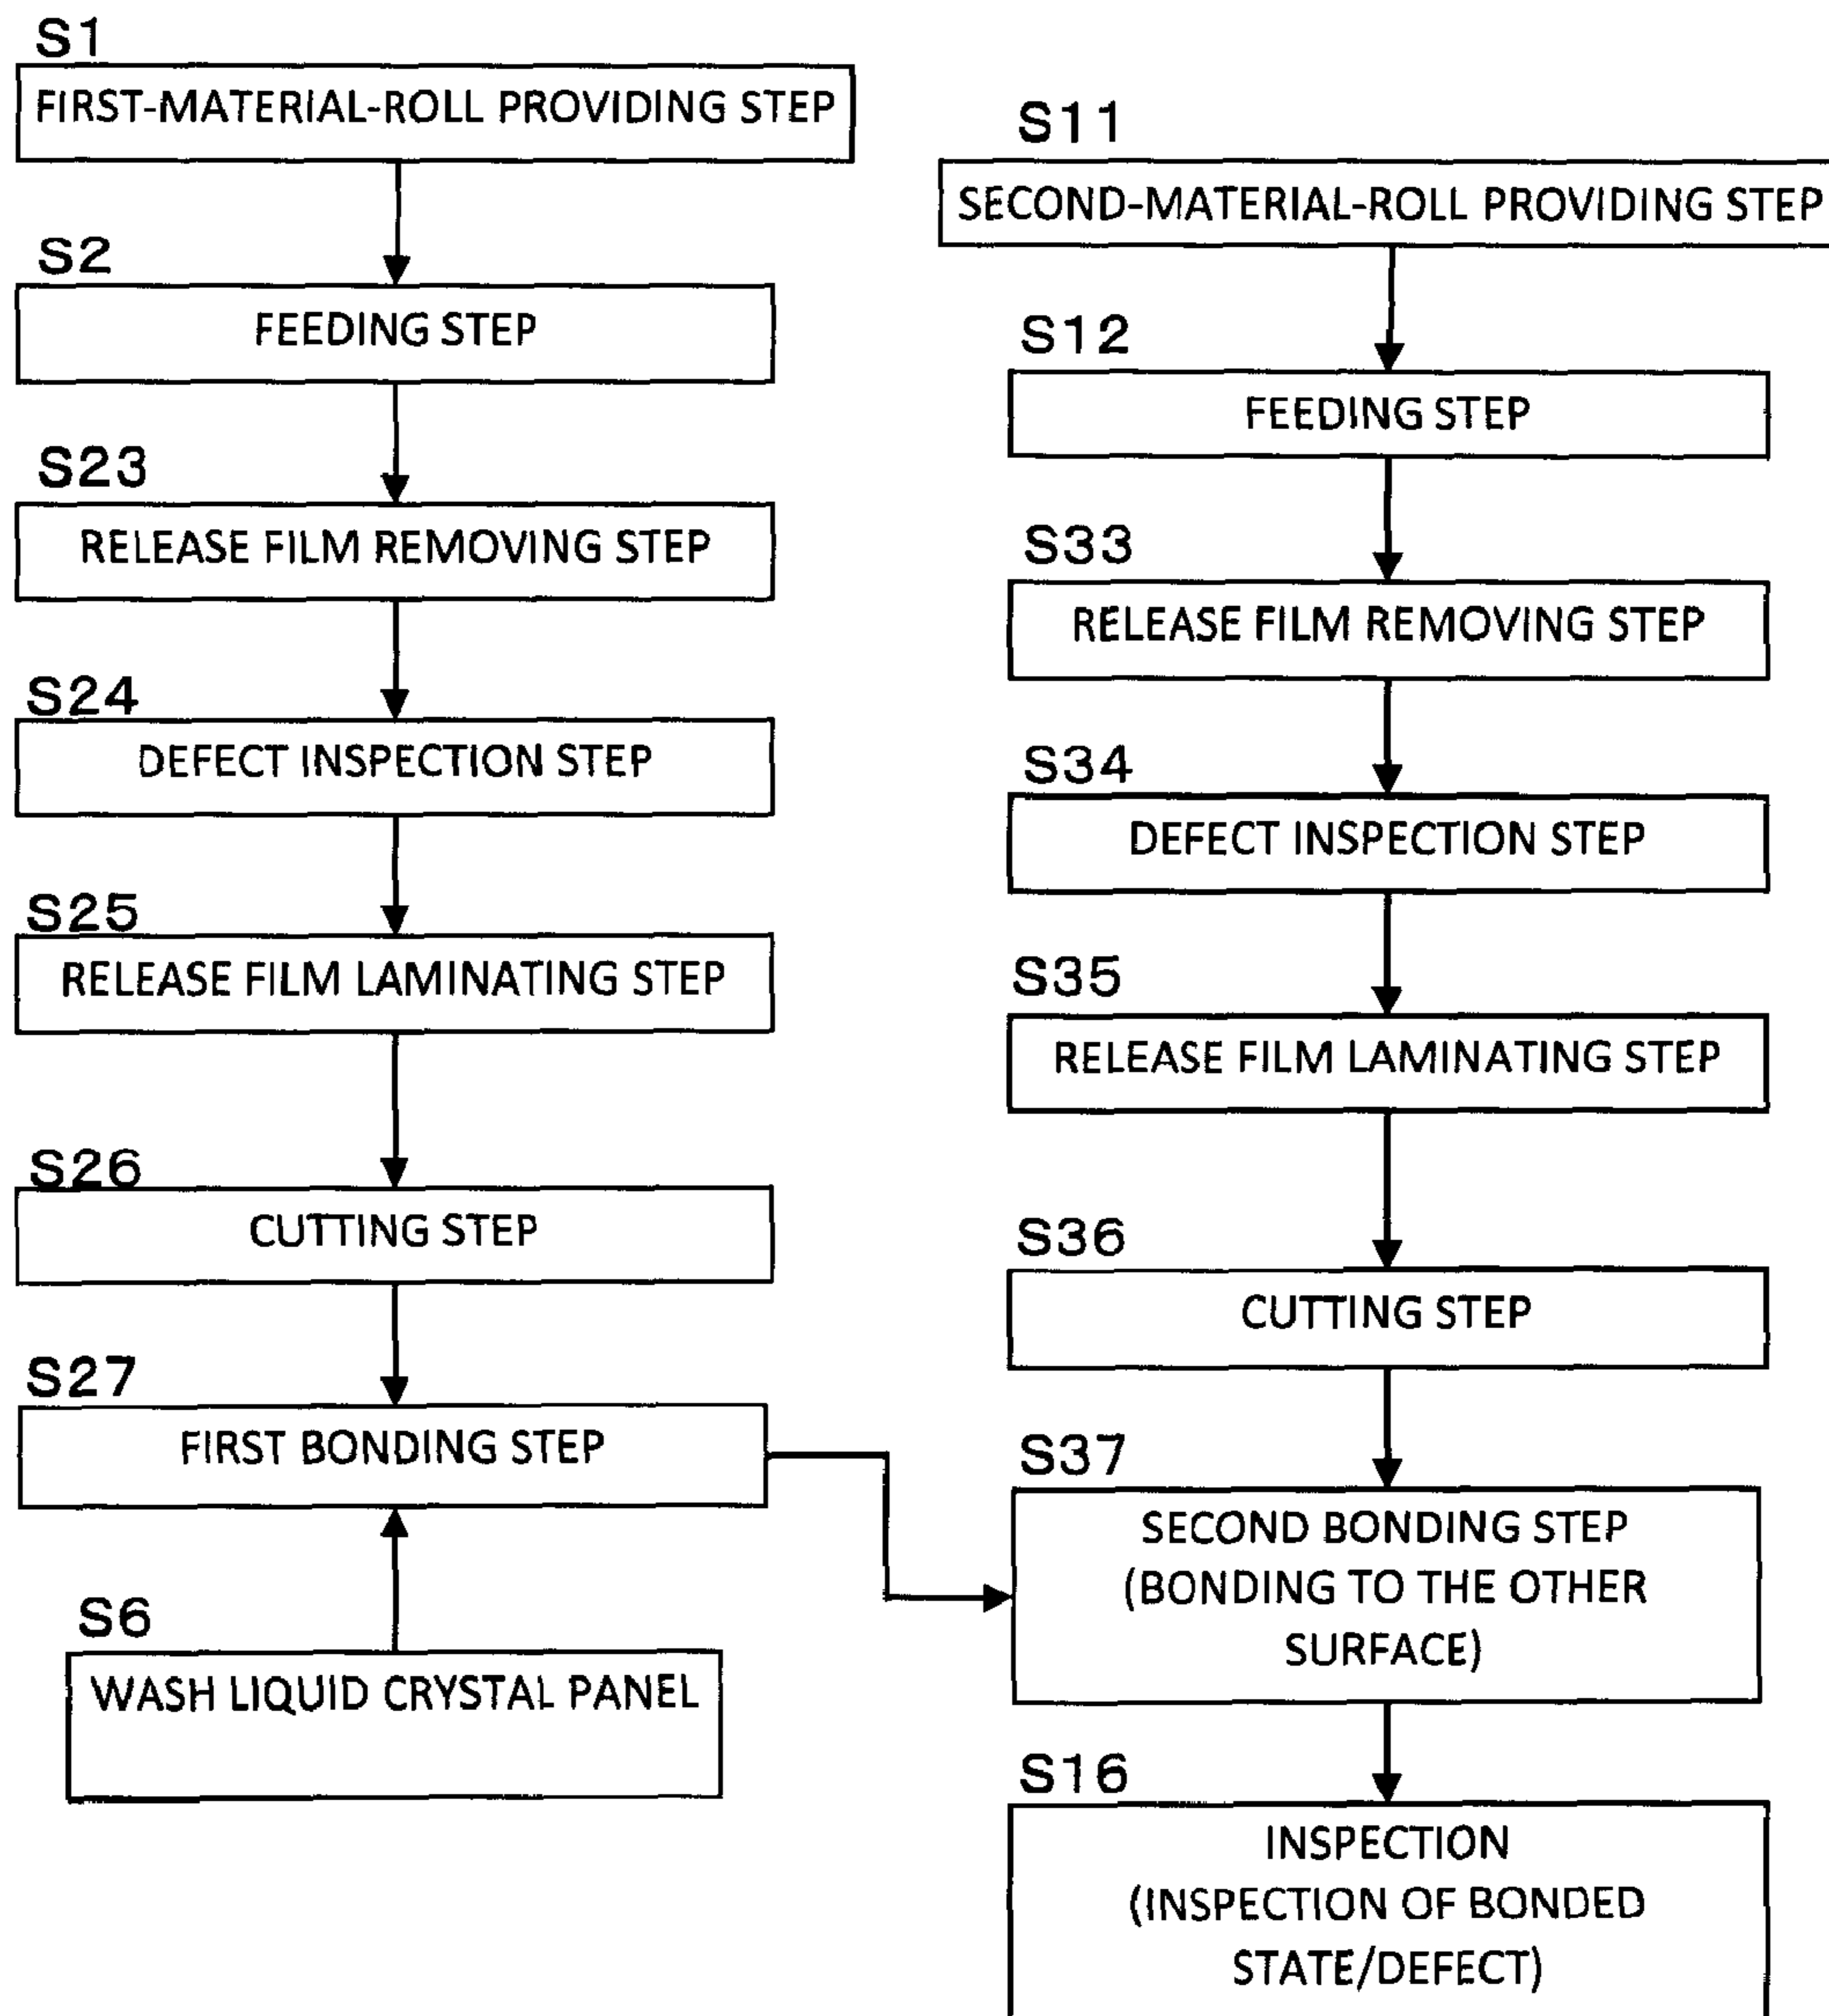 S1
FIRST-MATERIAL-ROLL PROVIDING STEP
S2
FEEDING STEP
S23
RELEASE FILM REMOVING STEP
S24
DEFECT INSPECTION STEP
S25
RELEASE FILM LAMINATING STEP
S26
CUTTING STEP
S27
FIRST BONDING STEP
S6
WASH LIQUID CRYSTAL PANEL
S11
SECOND-MATERIAL-ROLL PROVIDING STEP
S12
FEEDING STEP
S33
RELEASE FILM REMOVING STEP
S34
DEFECT INSPECTION STEP
S35
RELEASE FILM LAMINATING STEP
S36
CUTTING STEP
S37
SECOND BONDING STEP
(BONDING TO THE OTHER
SURFACE)
S16
INSPECTION
(INSPECTION OF BONDED
STATE/DEFECT)